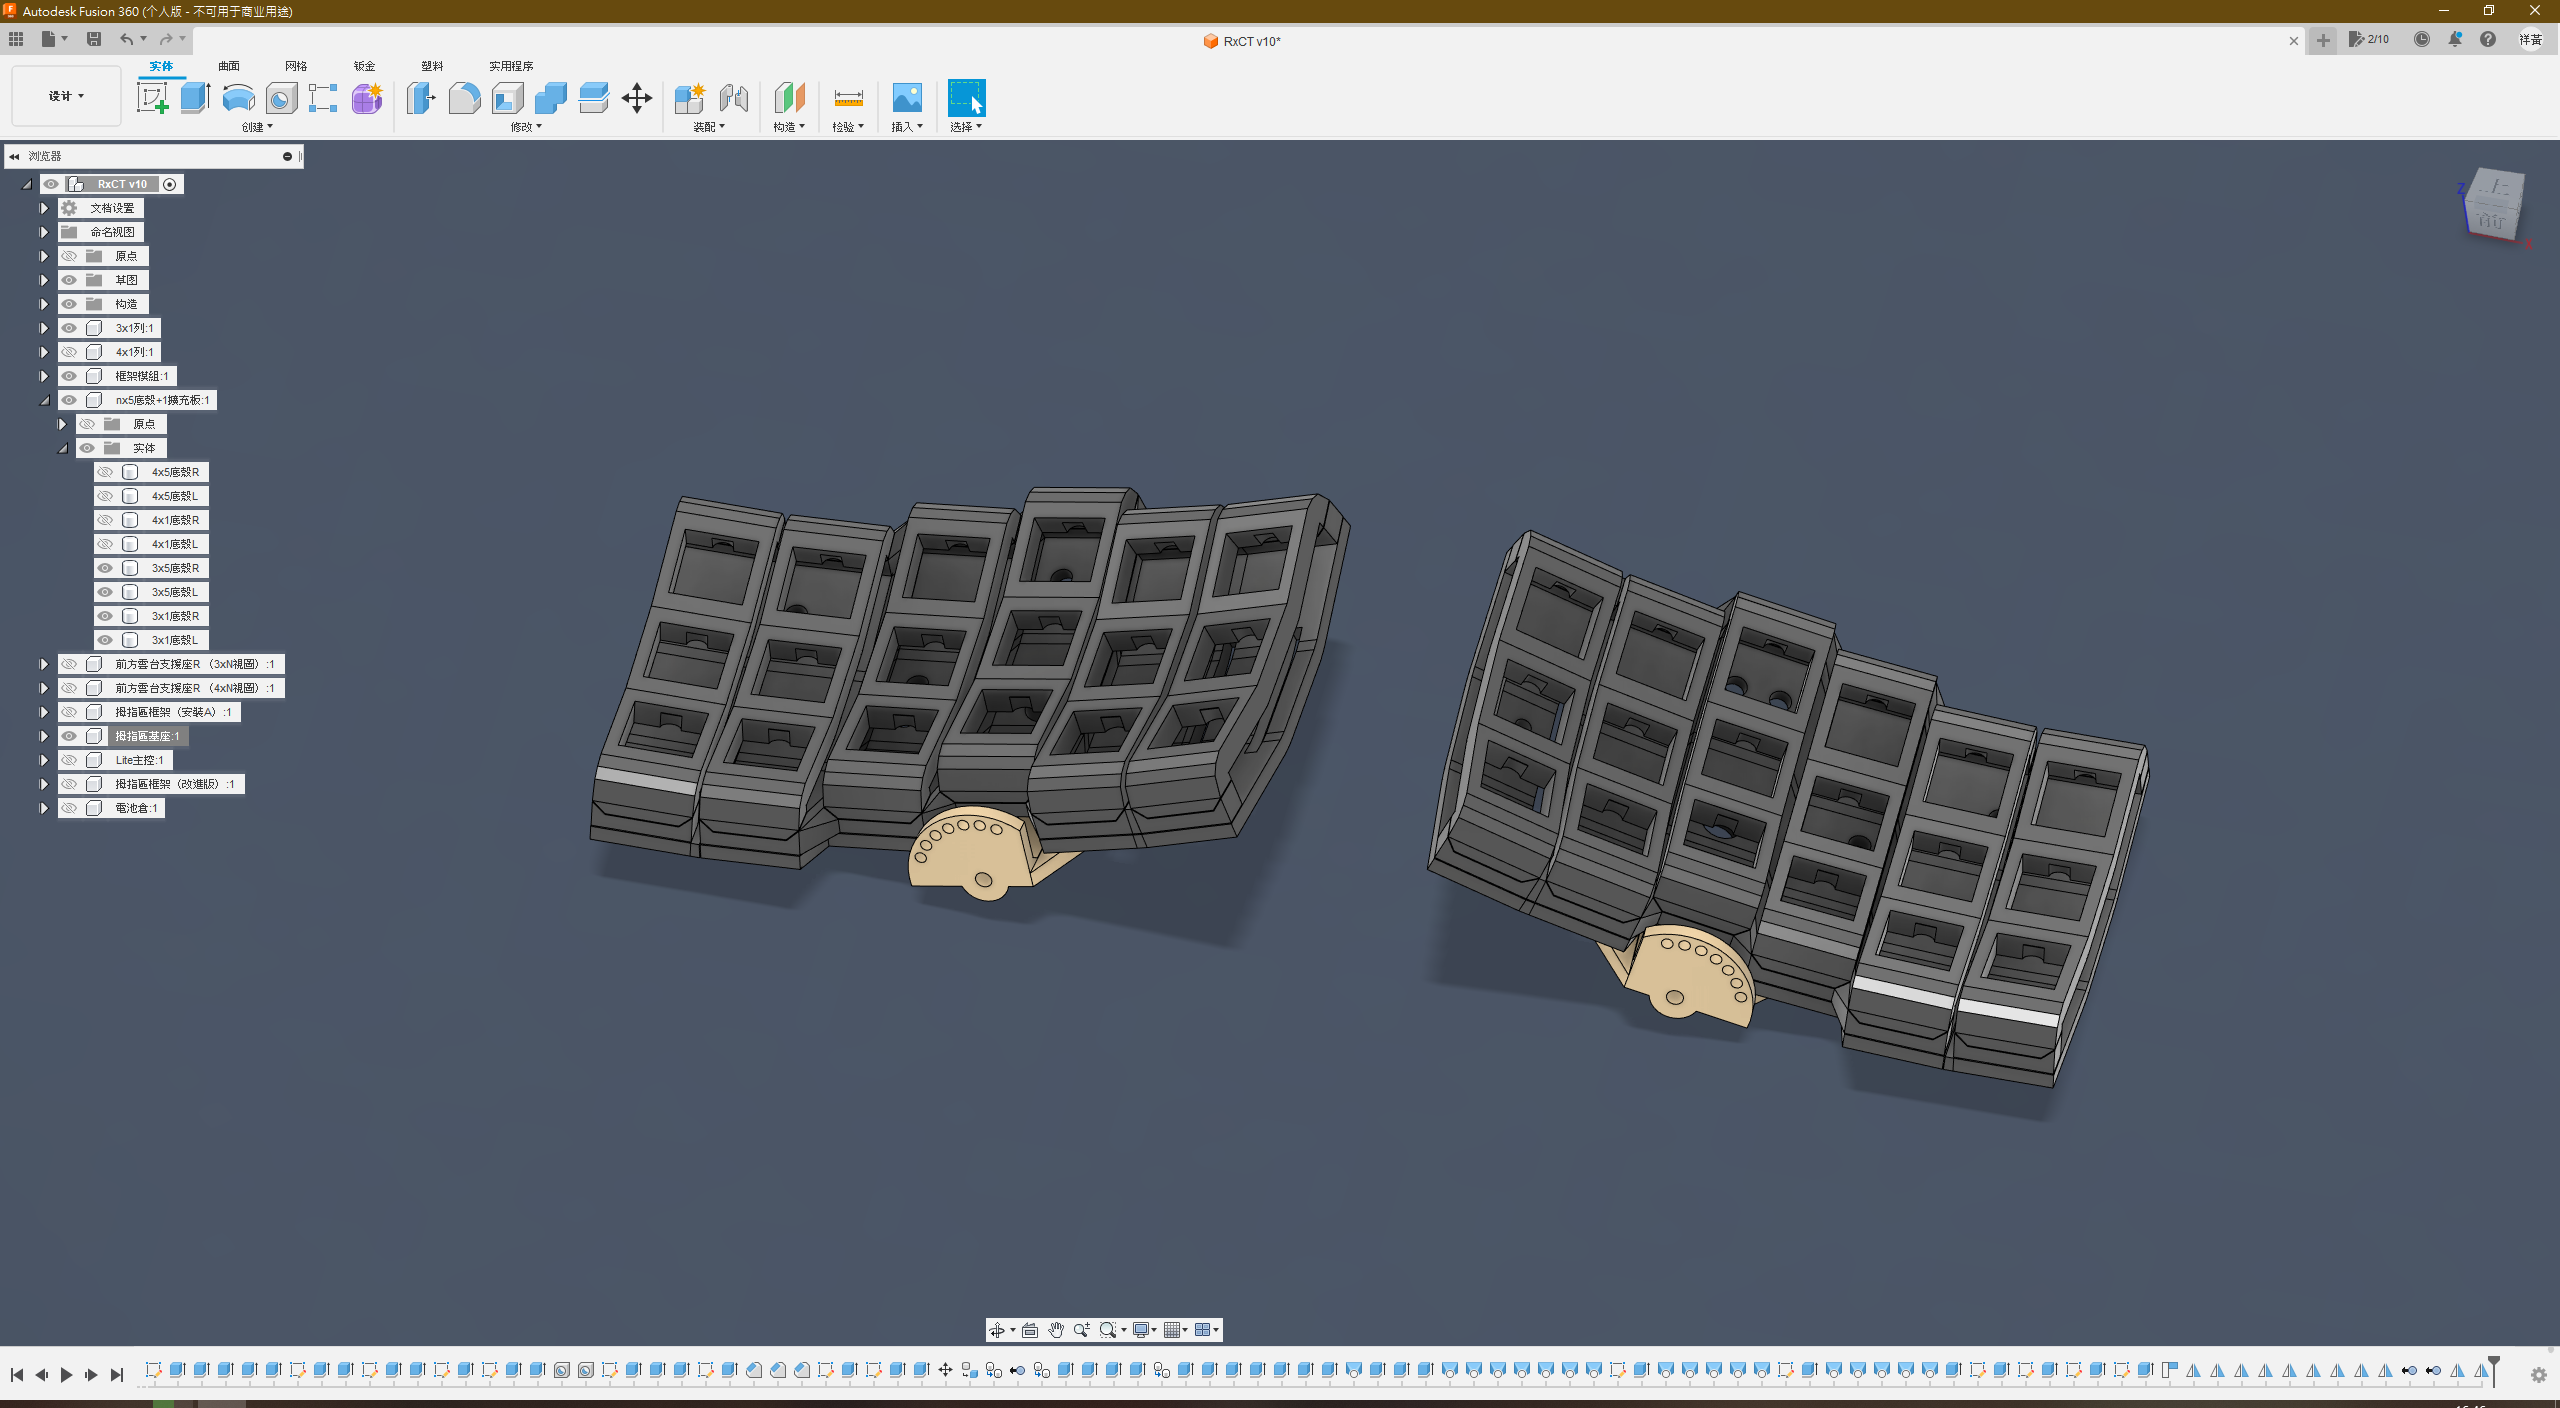 Autodesk Fusion 360 (个人版 - 不可用于商业用途)
RxCT v10*
2/10
祥黃
设计
实体
曲面
网格
钣金
塑料
实用程序
创建
修改
装配
构造
检验
插入
选择
浏览器
RxCT v10
文档设置
命名视图
原点
草图
构造
3x1列:1
4x1列:1
框架模組:1
nx5底殼+1擴充板:1
原点
实体
4x5底殼R
4x5底殼L
4x1底殼R
4x1底殼L
3x5底殼R
3x5底殼L
3x1底殼R
3x1底殼L
前方雲台支援座R （3xN視圖）:1
前方雲台支援座R （4xN視圖）:1
拇指區框架（安裝A）:1
拇指區基座:1
Lite主控:1
拇指區框架（改進版）:1
電池倉:1
上
前
Z
X